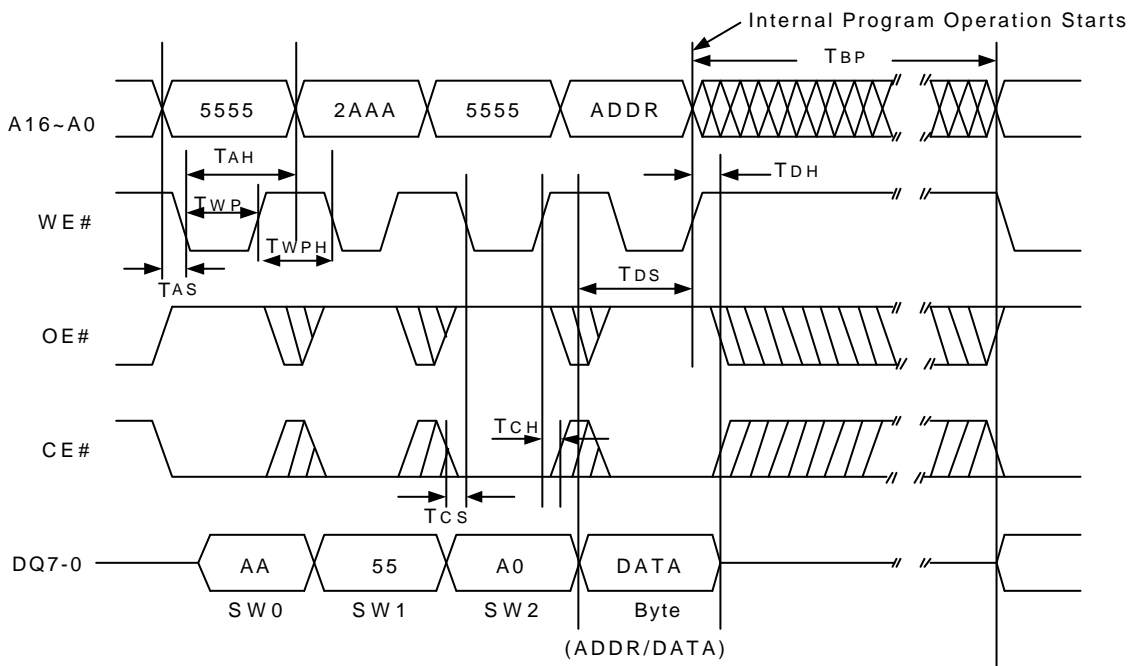 Internal Program Operation Starts
TBP
A16~A0
5555
2AAA
5555
ADDR
TAH
TDH
WE#
TWP
TWPH
TAS
TDS
OE#
CE#
TCH
TCS
DQ7-0
AA
55
A0
DATA
SW0
SW1
SW2
Byte
(ADDR/DATA)